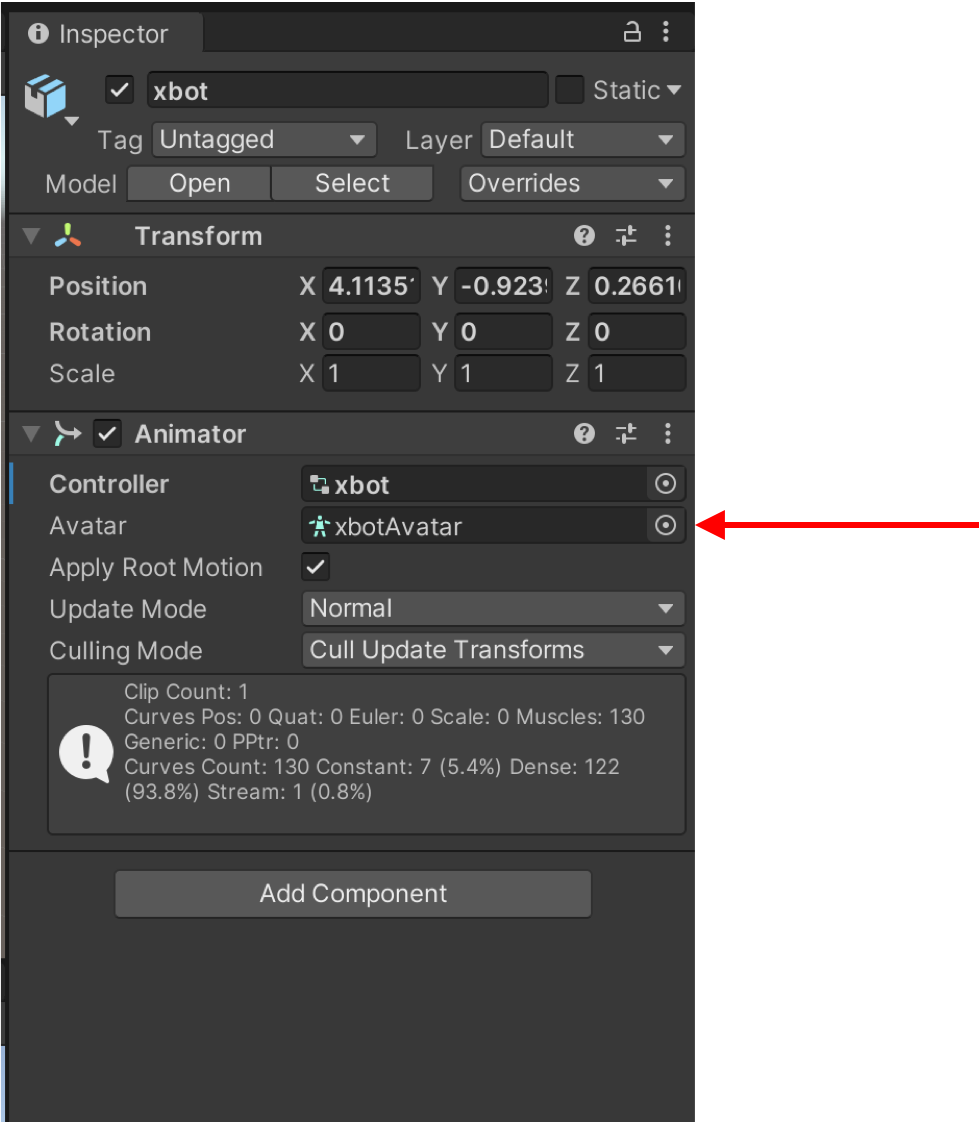 Inspector
xbot Static
Tag Untagged Layer Default
Model Open Select Overrides
Transform
Position X 4.1135 Y -0.923 Z 0.2661
Rotation X 0 Y 0 Z 0
Scale X 1 Y 1 Z 1
Animator
Controller xbot
Avatar xbotAvatar
Apply Root Motion
Update Mode Normal
Culling Mode Cull Update Transforms
Clip Count: 1
Curves Pos: 0 Quat: 0 Euler: 0 Scale: 0 Muscles: 130
Generic: 0 PPtr: 0
Curves Count: 130 Constant: 7 (5.4%) Dense: 122
(93.8%) Stream: 1 (0.8%)
Add Component